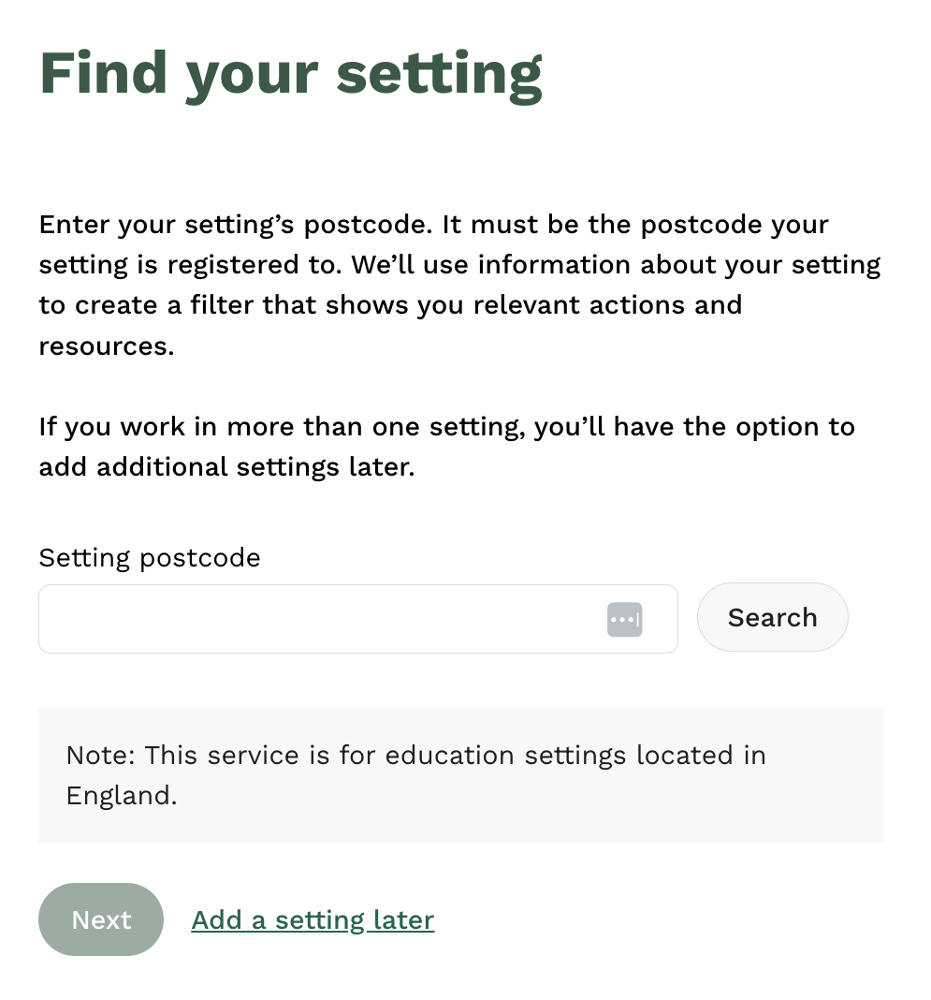 Find your setting
Enter your setting’s postcode. It must be the postcode your
setting is registered to. We’ll use information about your setting
to create a filter that shows you relevant actions and
resources.
If you work in more than one setting, you’ll have the option to
add additional settings later.
Setting postcode
Search
Note: This service is for education settings located in
England.
Next
Add a setting later